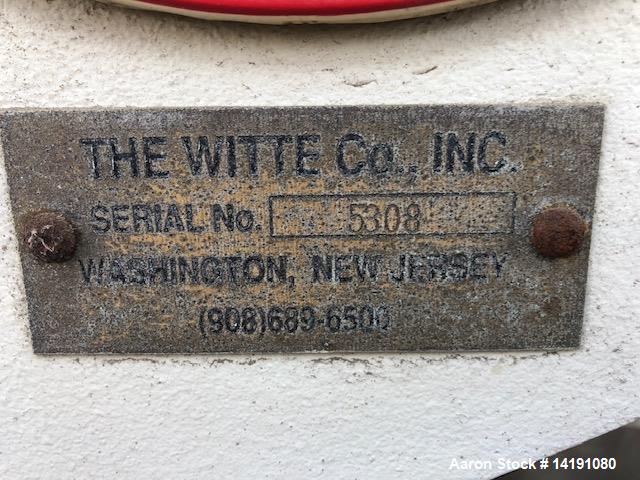 THE WITTE Co., INC.
SERIAL No. 5308
WASHINGTON, NEW JERSEY
(908)689-6500
Aaron Stock # 14191080